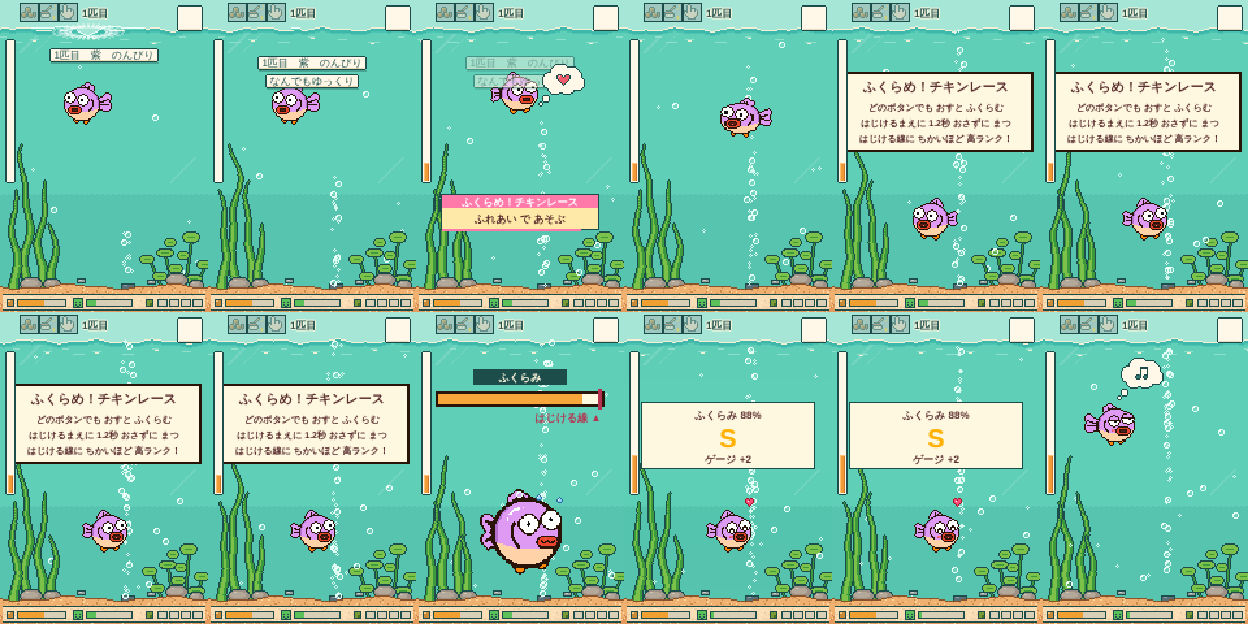 1匹目
1匹目
1匹目
1匹目
1匹目
1匹目
1匹目 紫 のんびり
1匹目 紫 のんびり
なんでもゆっくり
1匹目 紫 のんびり
ふくらめ!チキンレース
ふれあい で あそぶ
ふくらめ!チキンレース
どのボタンでも おすと ふくらむ
はじけるまえに 1.2秒 おさずに まつ
はじける線に ちかいほど 高ランク!
ふくらめ!チキンレース
どのボタンでも おすと ふくらむ
はじけるまえに 1.2秒 おさずに まつ
はじける線に ちかいほど 高ランク!
1匹目
1匹目
1匹目
1匹目
1匹目
1匹目
ふくらめ!チキンレース
どのボタンでも おすと ふくらむ
はじけるまえに 1.2秒 おさずに まつ
はじける線に ちかいほど 高ランク!
ふくらめ!チキンレース
どのボタンでも おすと ふくらむ
はじけるまえに 1.2秒 おさずに まつ
はじける線に ちかいほど 高ランク!
ふくらみ
はじける線 ▲
ふくらみ 88%
S
ゲージ +2
ふくらみ 88%
S
ゲージ +2